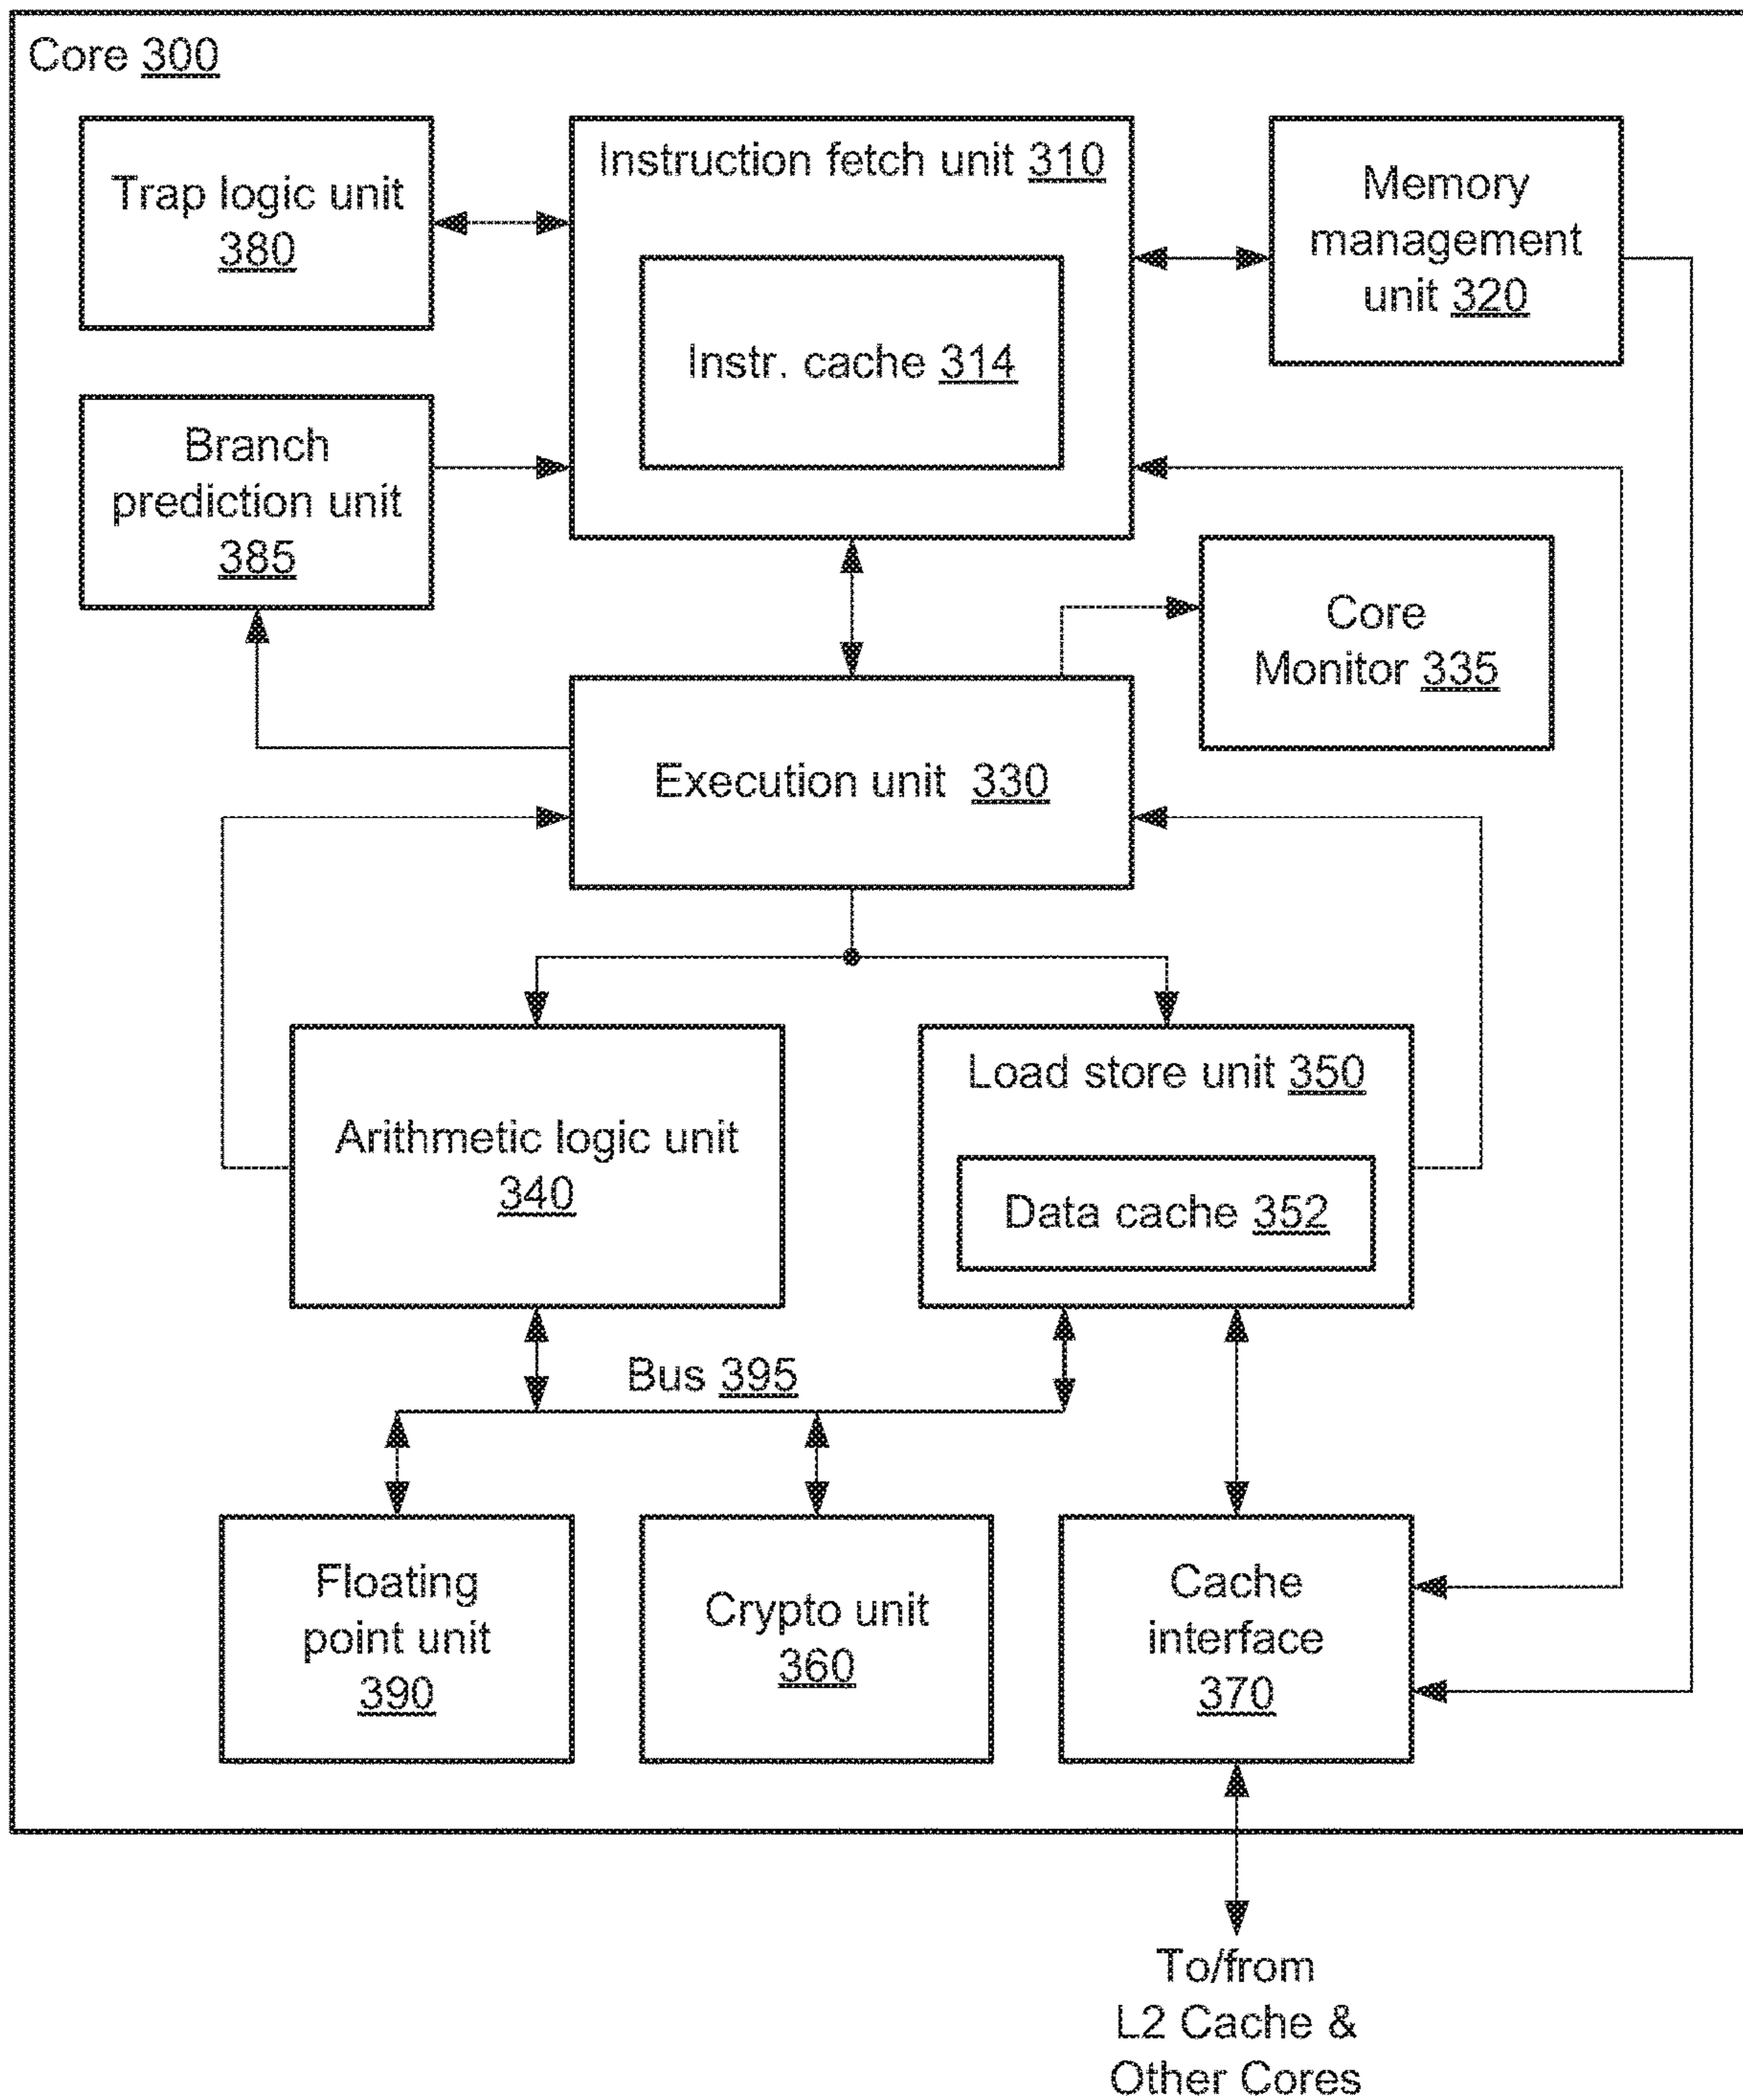 Core 300
Trap logic unit
380
Instruction fetch unit 310
Instr. cache 314
Memory
management
unit 320
Branch
prediction unit
385
Core
Monitor 335
Execution unit 330
Arithmetic logic unit
340
Load store unit 350
Data cache 352
Bus 395
Floating
point unit
390
Crypto unit
360
Cache
interface
370
To/from
L2 Cache &
Other Cores